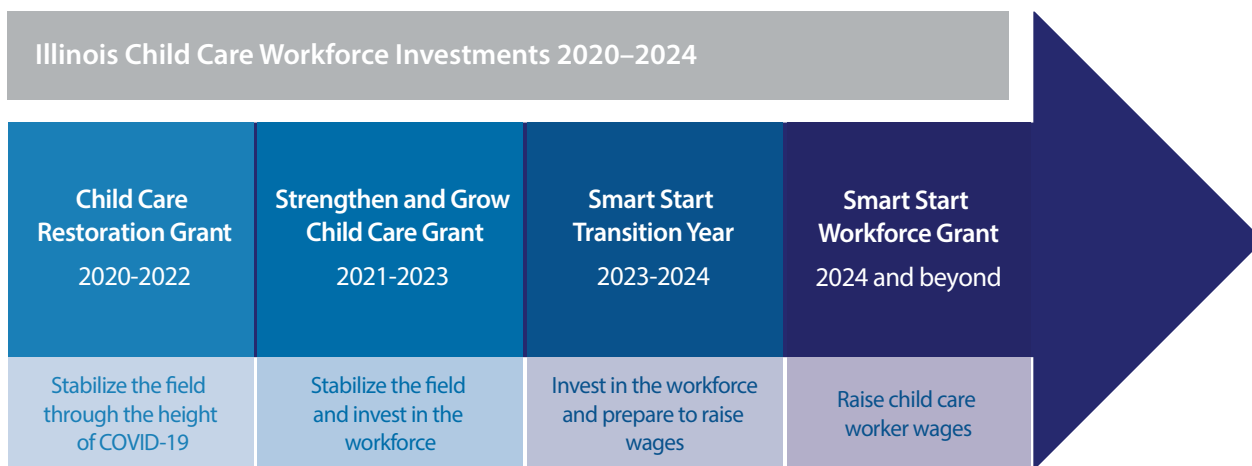 Illinois Child Care Workforce Investments 2020–2024
Child Care
Restoration Grant
2020-2022
Stabilize the field
through the height
of COVID-19
Strengthen and Grow
Child Care Grant
2021-2023
Stabilize the field
and invest in the
workforce
Smart Start
Transition Year
2023-2024
Invest in the workforce
and prepare to raise
wages
Smart Start
Workforce Grant
2024 and beyond
Raise child care
worker wages